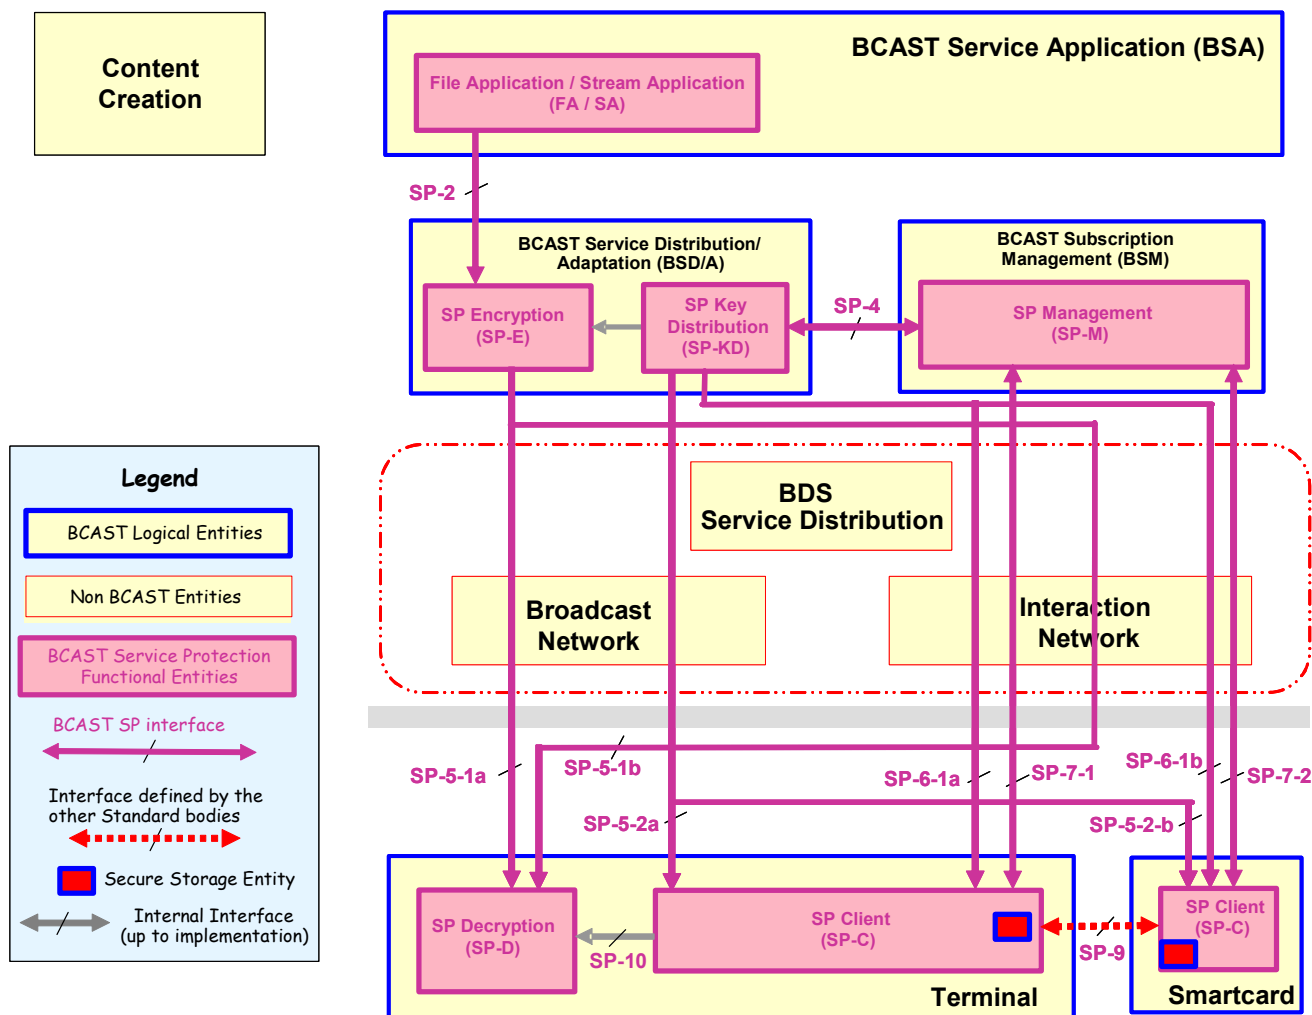 Content
Creation
BCAST Service Application (BSA)
File Application / Stream Application
(FA / SA)
SP-2
BCAST Service Distribution/
Adaptation (BSD/A)
SP Encryption
(SP-E)
SP Key
Distribution
(SP-KD)
SP-4
BCAST Subscription
Management (BSM)
SP Management
(SP-M)
Legend
BCAST Logical Entities
Non BCAST Entities
BCAST Service Protection
Functional Entities
BCAST SP interface
Interface defined by the
other Standard bodies
Secure Storage Entity
Internal Interface
(up to implementation)
BDS
Service Distribution
Broadcast
Network
Interaction
Network
SP-5-1a
SP-5-1b
SP-5-2a
SP-6-1a
SP-7-1
SP-6-1b
SP-7-2
SP-5-2-b
SP Decryption
(SP-D)
SP-10
SP Client
(SP-C)
SP-9
SP Client
(SP-C)
Terminal
Smartcard